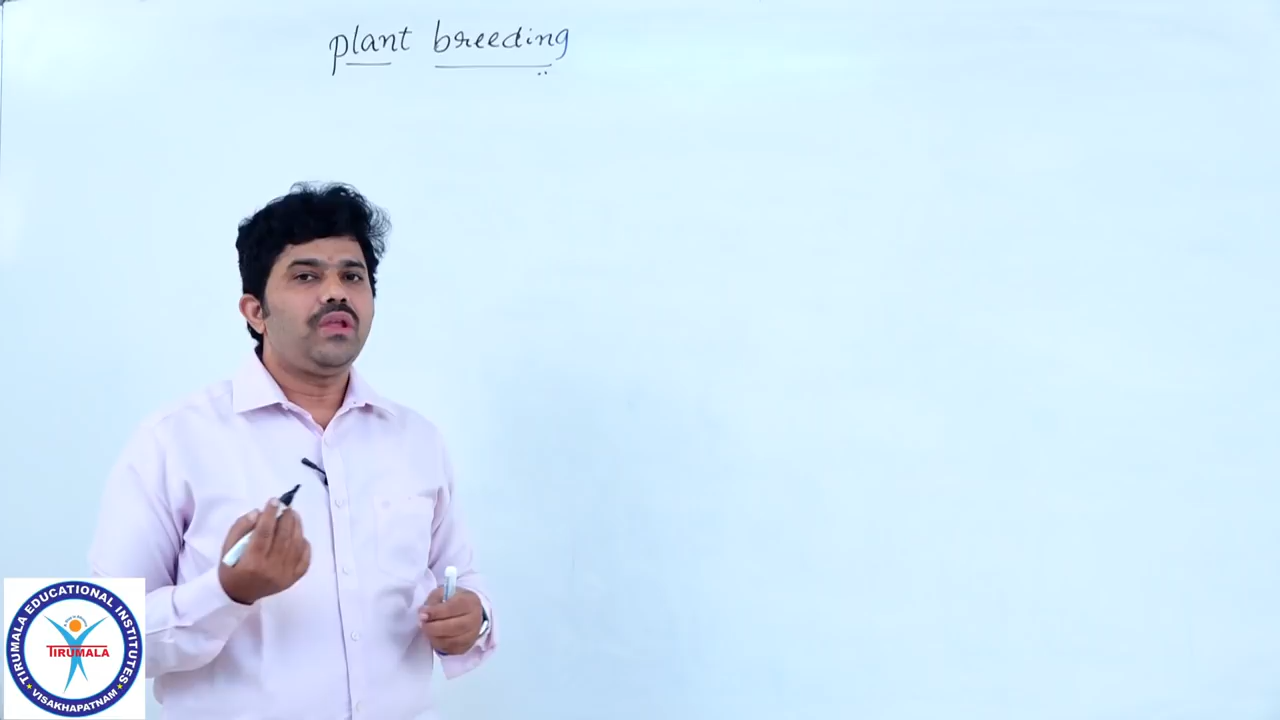 plant breeding
TIRUMALA EDUCATIONAL INSTITUTES
TIRUMALA
VISAKHAPATNAM